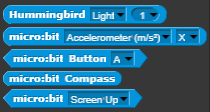 Hummingbird Light 1
micro:bit Accelerometer (m/s²) X
micro:bit Button A
micro:bit Compass
micro:bit Screen Up